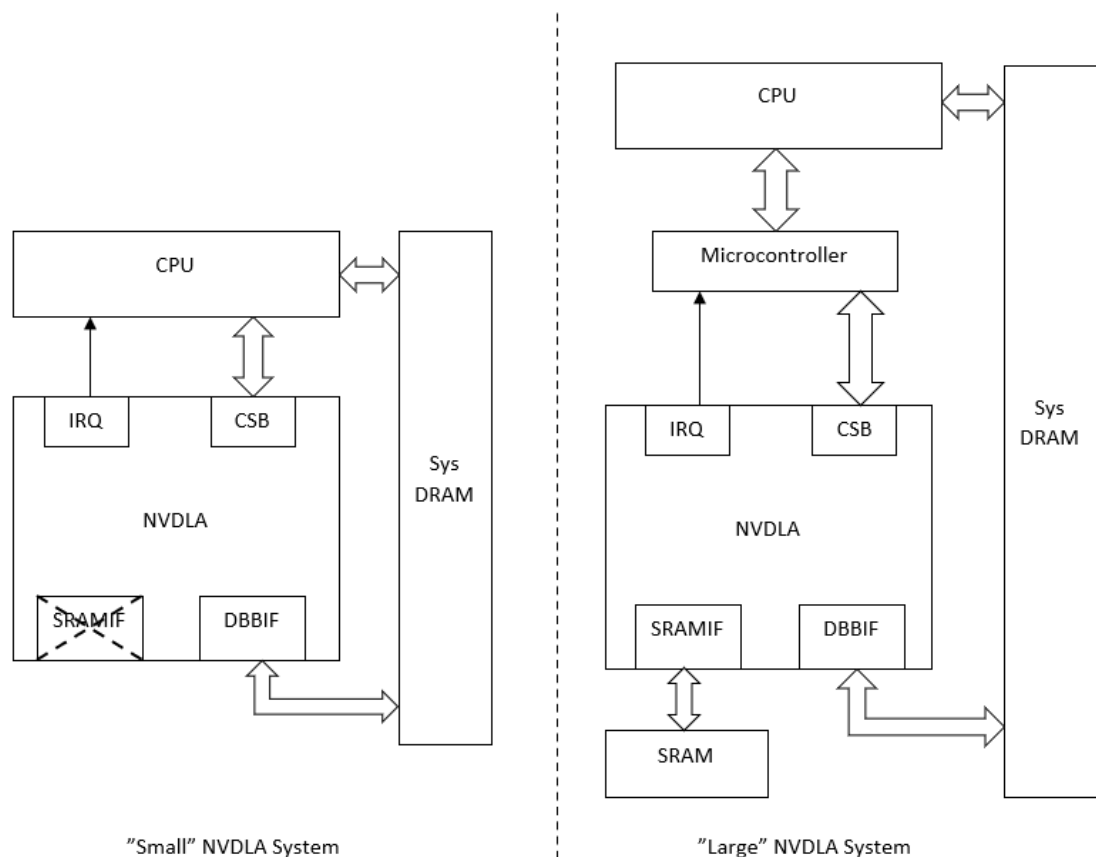 CPU
IRQ
CSB
NVDLA
SRAMIF
DBBIF
Sys
DRAM
”Small” NVDLA System
CPU
Microcontroller
IRQ
CSB
NVDLA
SRAMIF
DBBIF
SRAM
Sys
DRAM
”Large” NVDLA System